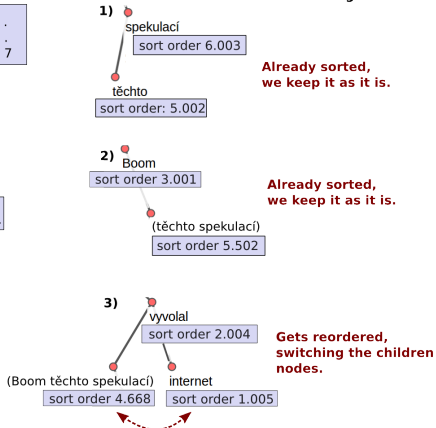 .
.
7
1)
spekulací
sort order 6.003
těchto
sort order: 5.002
Already sorted,
we keep it as it is.
2)
Boom
sort order 3.001
(těchto spekulací)
sort order 5.502
Already sorted,
we keep it as it is.
3)
vyvolal
sort order 2.004
(Boom těchto spekulací)
sort order 4.668
internet
sort order 1.005
Gets reordered,
switching the children
nodes.